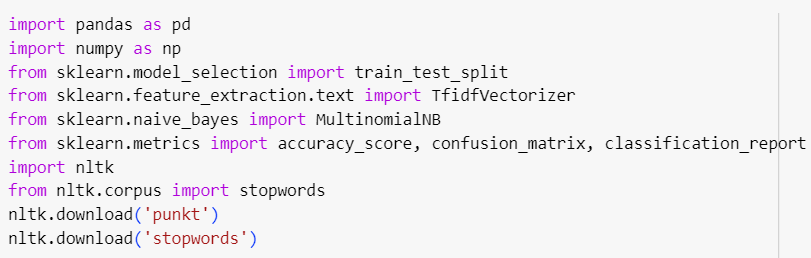 import pandas as pd
import numpy as np
from sklearn.model_selection import train_test_split
from sklearn.feature_extraction.text import TfidfVectorizer
from sklearn.naive_bayes import MultinomialNB
from sklearn.metrics import accuracy_score, confusion_matrix, classification_report
import nltk
from nltk.corpus import stopwords
nltk.download('punkt')
nltk.download('stopwords')